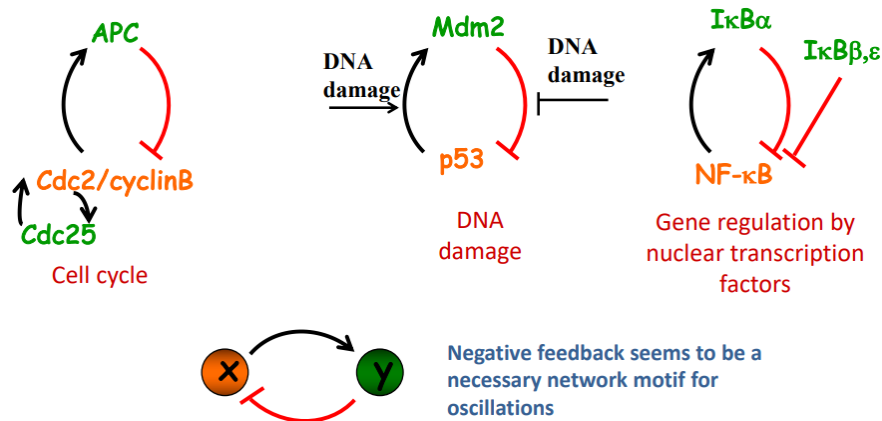 APC
Cdc2/cyclinB
Cdc25
Cell cycle
Mdm2
DNA
damage
DNA
damage
p53
DNA
damage
IκBα
IκBβ,ε
NF-κB
Gene regulation by
nuclear transcription
factors
x
y
Negative feedback seems to be a
necessary network motif for
oscillations